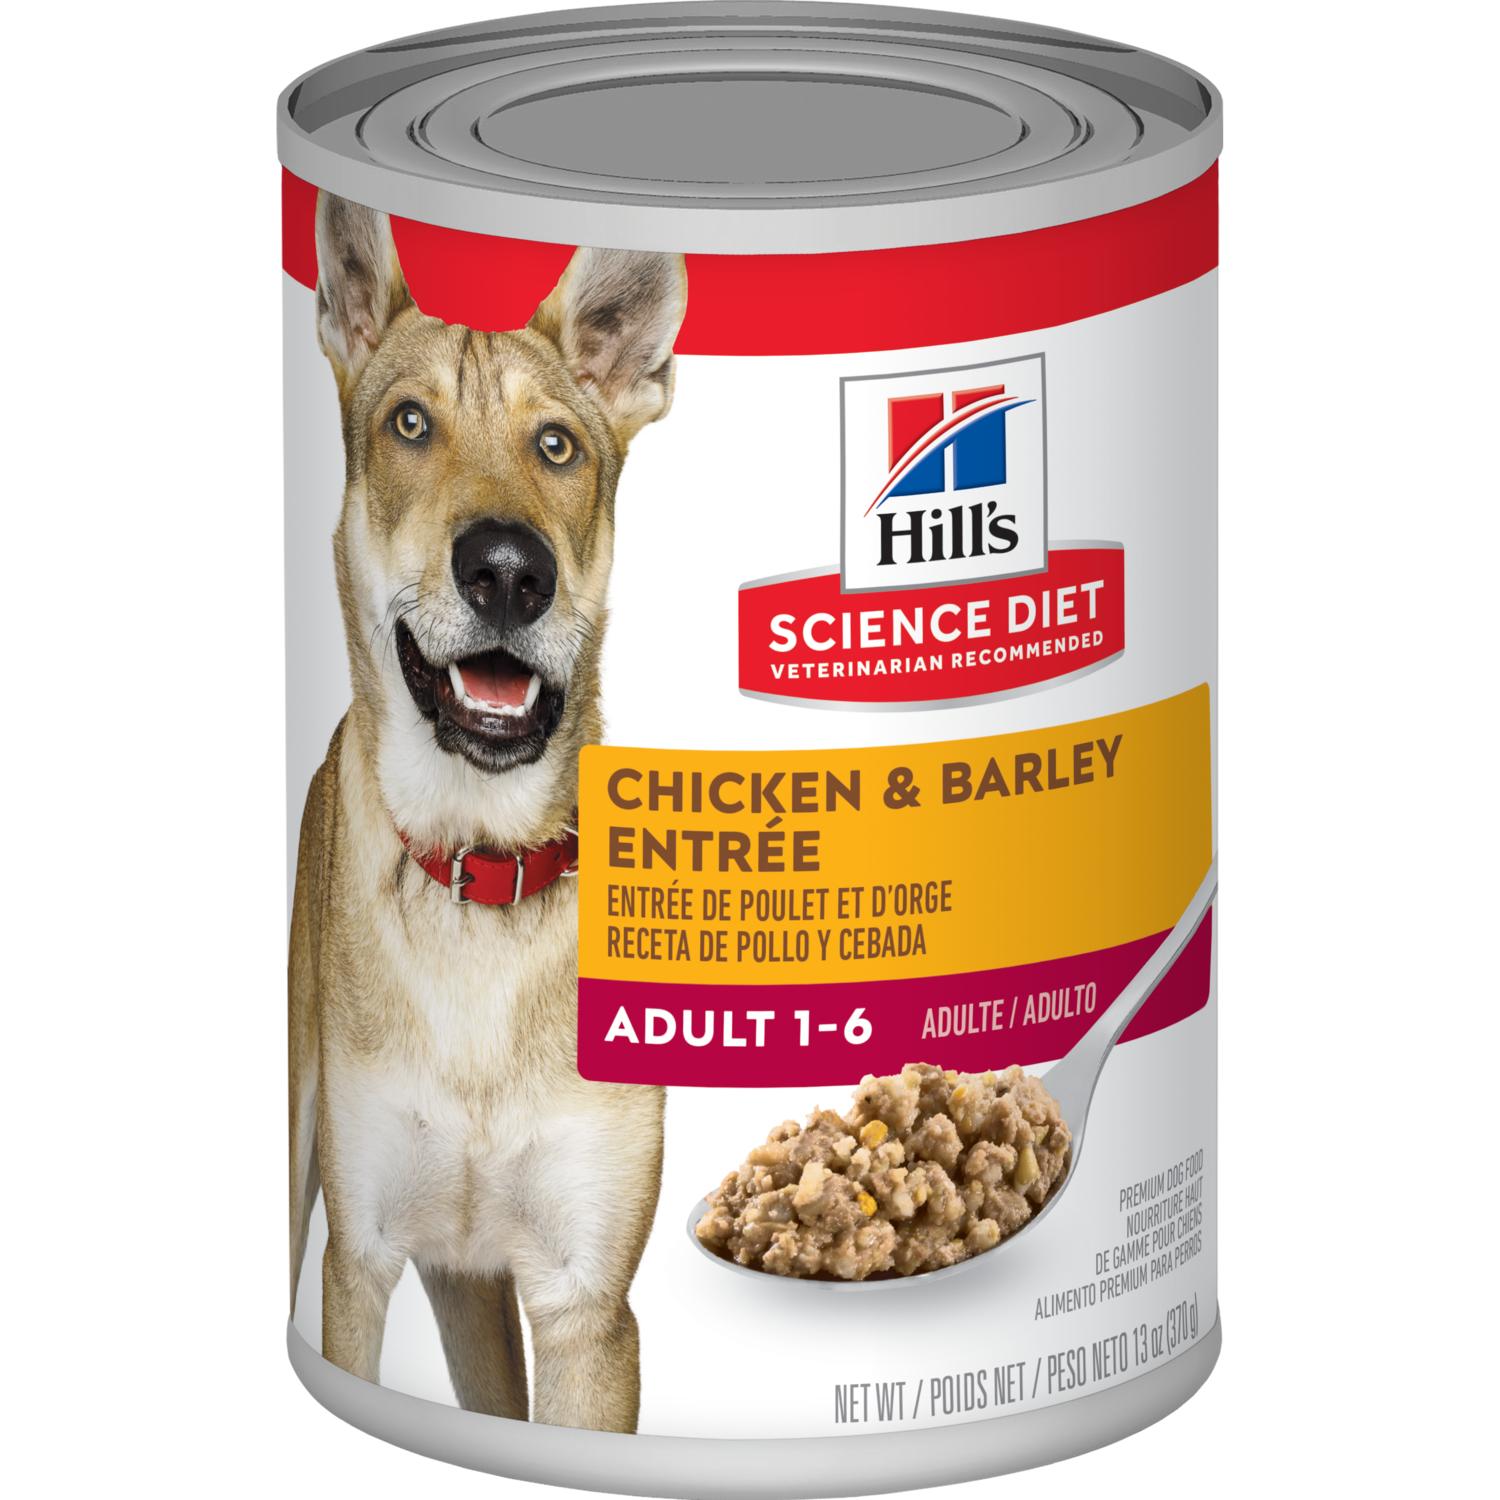 Hill's
SCIENCE DIET
VETERINARIAN RECOMMENDED
CHICKEN & BARLEY
ENTRÉE
ENTRÉE DE POULET ET D'ORGE
RECETA DE POLLO Y CEBADA
ADULT 1-6 ADULTE / ADULTO
PREMIUM DOG FOOD
NOURRITURE HAUT
DE GAMME POUR CHIENS
ALIMENTO PREMIUM PARA PERROS
NET WT / POIDS NET / PESO NETO 13 oz (370 g)